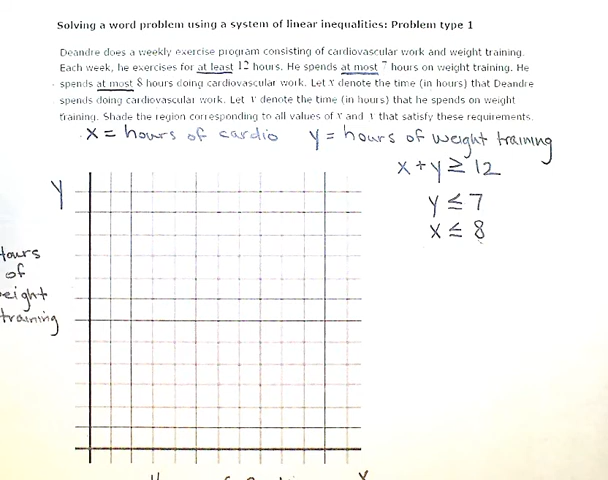 Solving a word problem using a system of linear inequalities: Problem type 1
Deandre does a weekly exercise program consisting of cardiovascular work and weight training.
Each week, he exercises for at least 12 hours. He spends at most 7 hours on weight training. He
spends at most 8 hours doing cardiovascular work. Let x denote the time (in hours) that Deandre
spends doing cardiovascular work. Let Y denote the time (in hours) that he spends on weight
training. Shade the region corresponding to all values of x and Y that satisfy these requirements.
x = hours of cardio y = hours of weight training
x + y ≥ 12
y ≤ 7
x ≤ 8
Y
Hours
of
eight
training
X